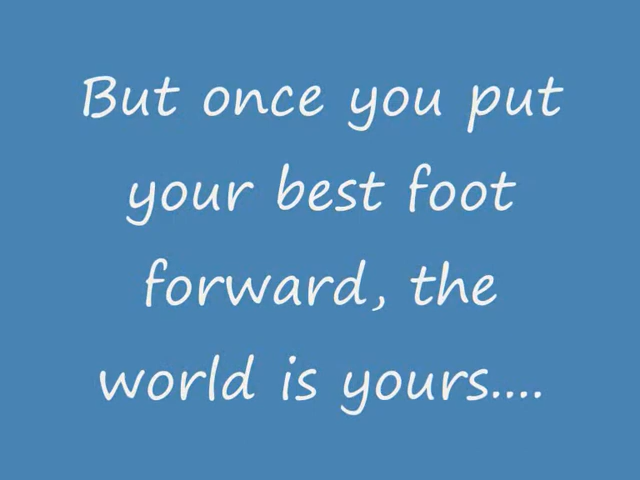 But once you put
your best foot
forward, the
world is yours....